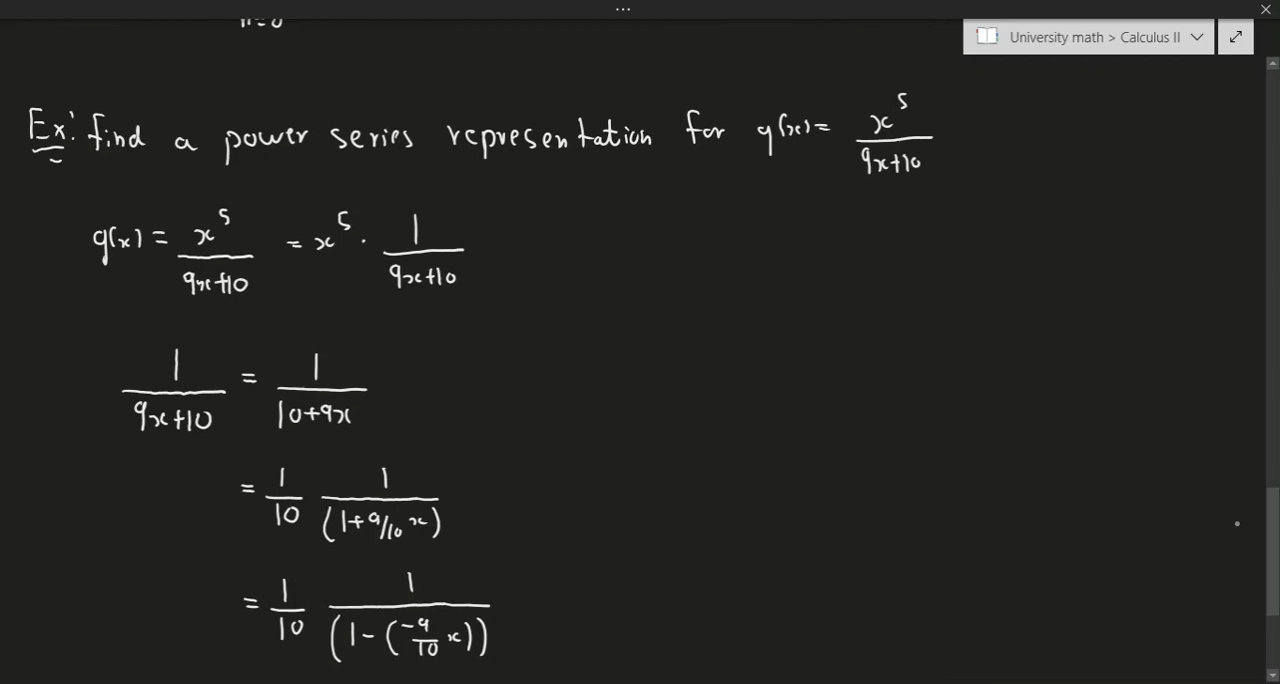 n=0
University math > Calculus II
Ex: Find a power series representation for g(x) = x^5/(9x+10)
g(x) = x^5/(9x+10) = x^5 · 1/(9x+10)
1/(9x+10) = 1/(10+9x)
= 1/10 1/(1+9/10 x)
= 1/10 1/(1-(-9/10 x))